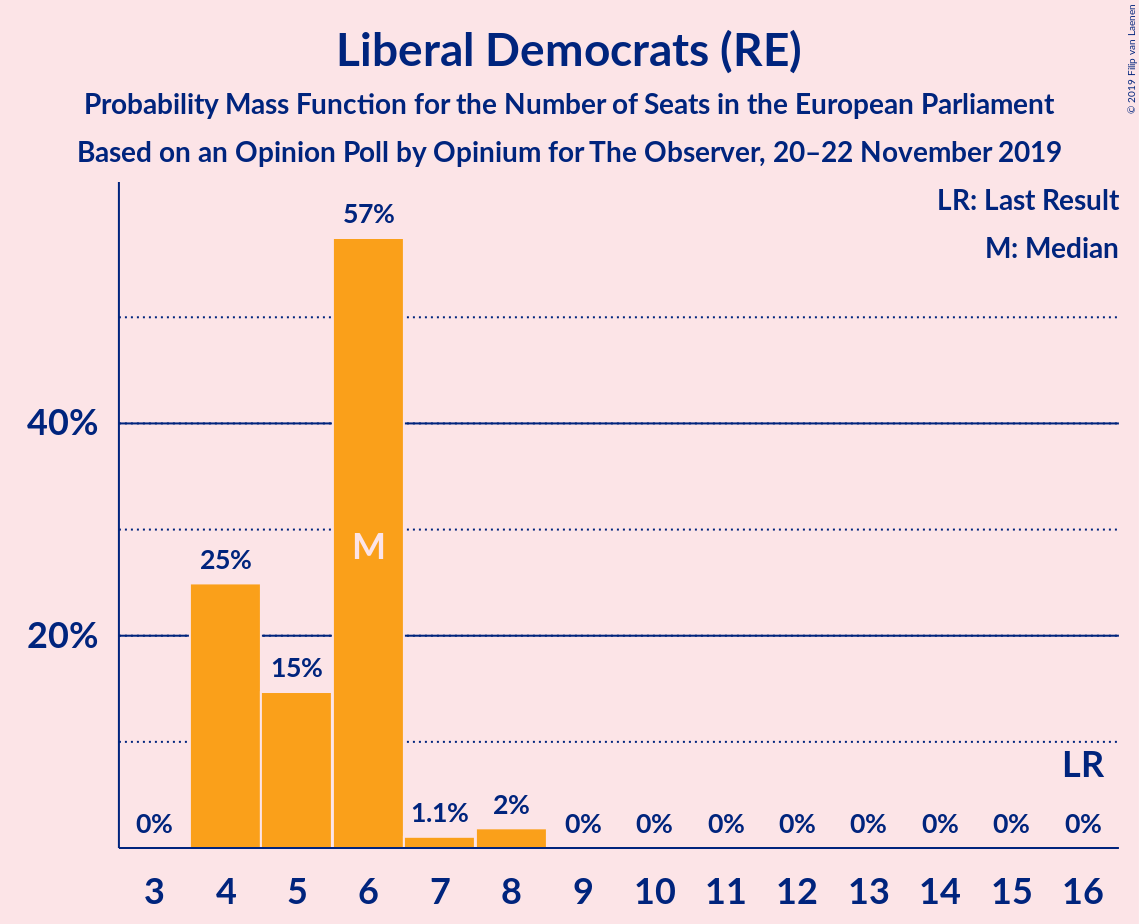 © 2019 Filip van Laenen
Liberal Democrats (RE)
Probability Mass Function for the Number of Seats in the European Parliament
Based on an Opinion Poll by Opinium for The Observer, 20–22 November 2019
LR: Last Result
M: Median
57%
40%
M
25%
20%
15%
LR
0%
1.1%
2%
0%
0%
0%
0%
0%
0%
0%
0%
3 4 5 6 7 8 9 10 11 12 13 14 15 16